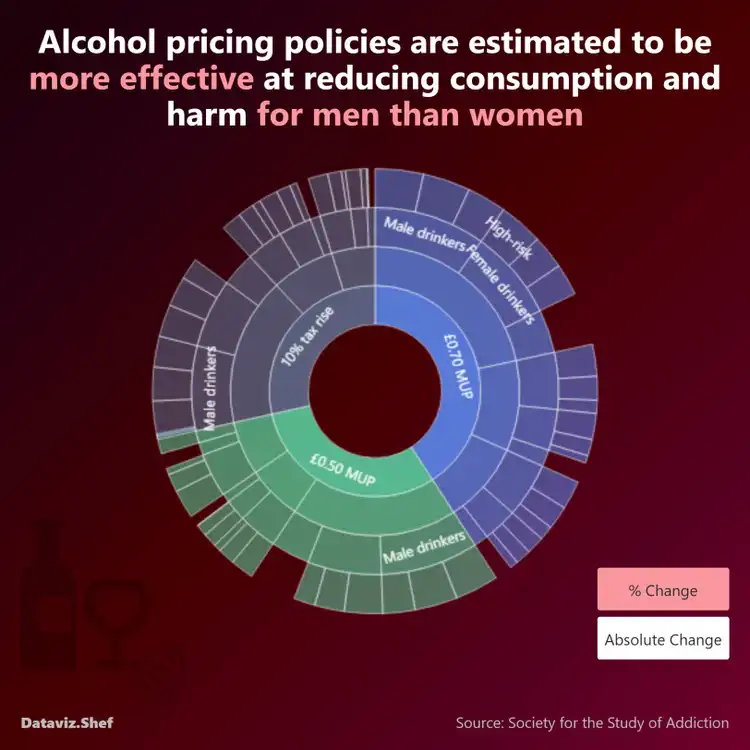 Alcohol pricing policies are estimated to be
more effective at reducing consumption and
harm for men than women
Male drinkers
High-risk
Female drinkers
10% tax rise
£0.70 MUP
Male drinkers
£0.50 MUP
Male drinkers
% Change
Absolute Change
Dataviz.Shef
Source: Society for the Study of Addiction